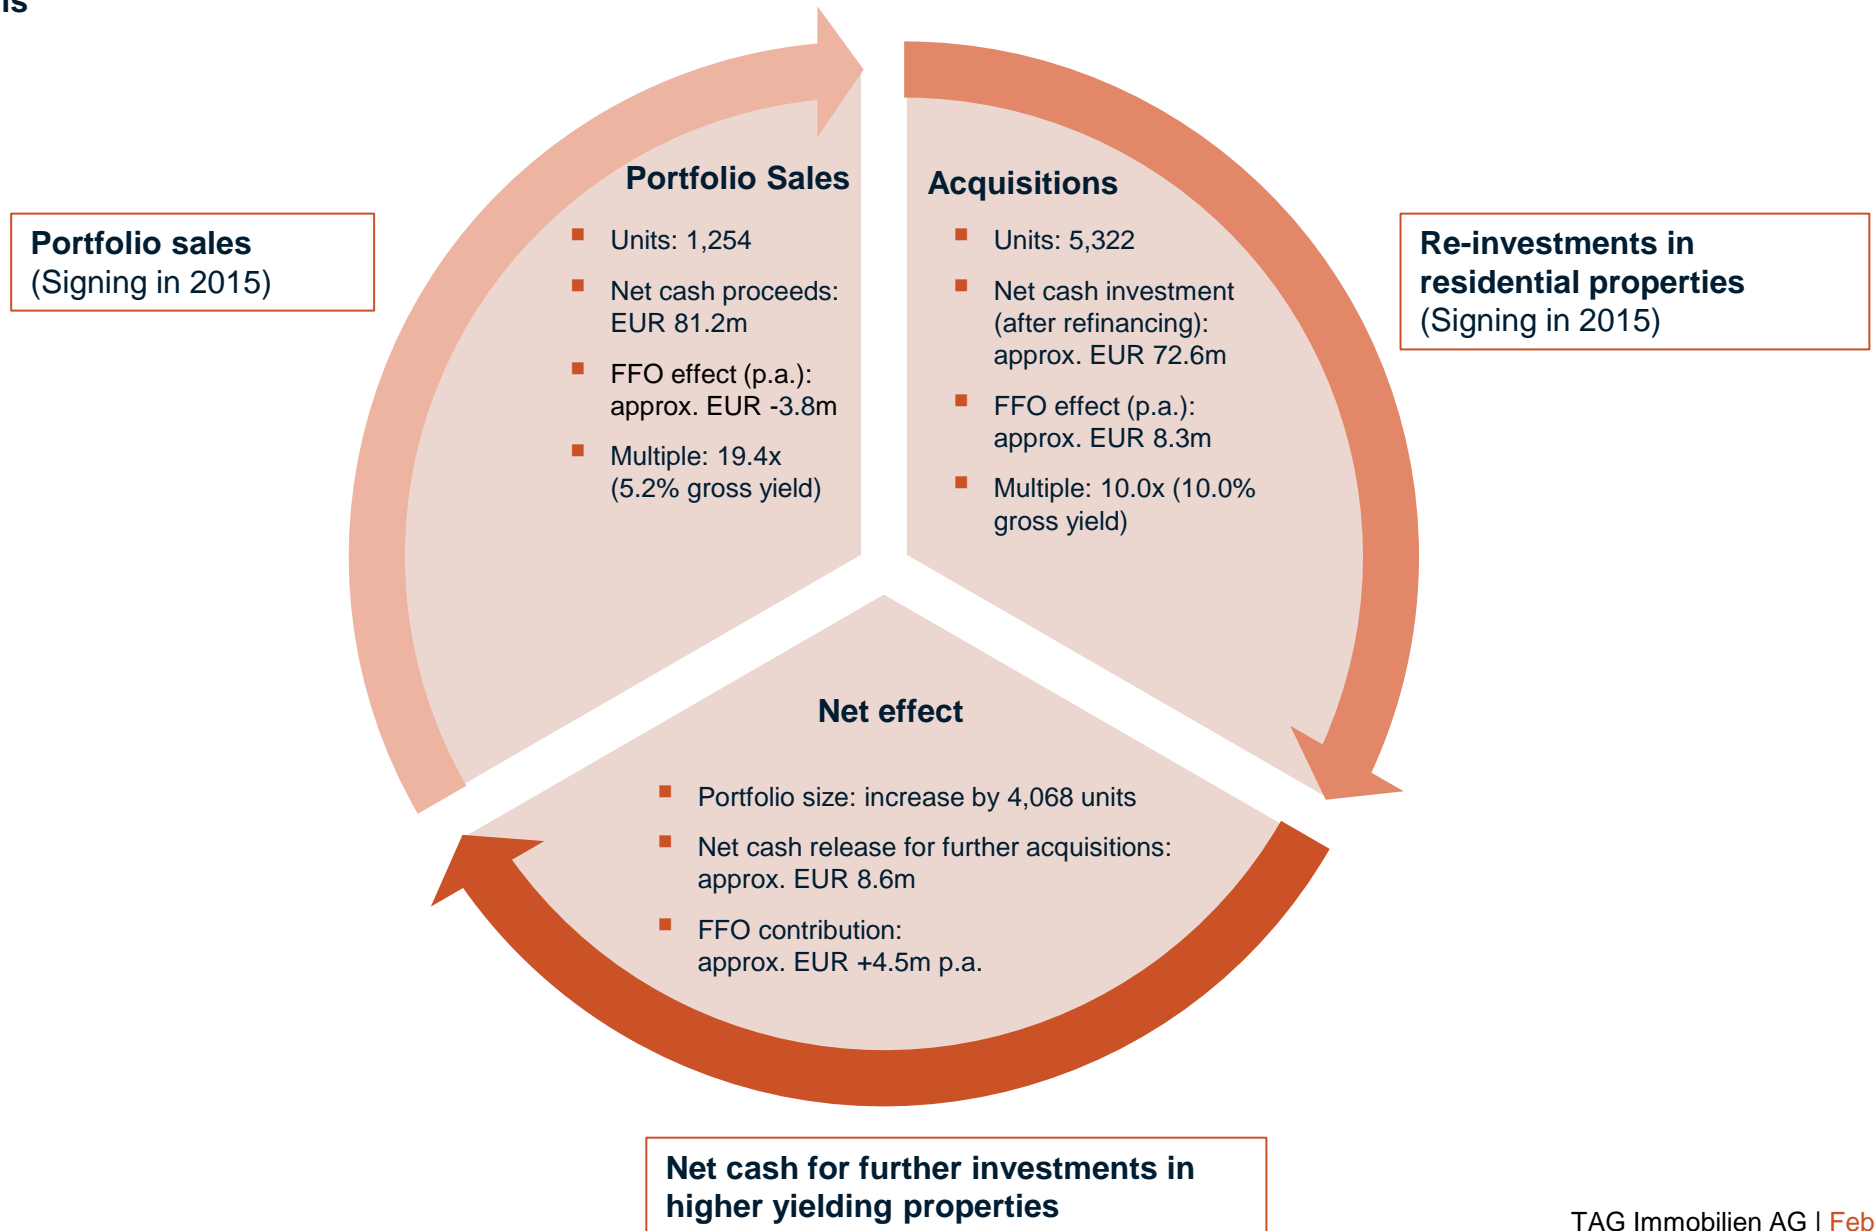 Portfolio sales
(Signing in 2015)
Portfolio Sales
Units: 1,254
Net cash proceeds:
EUR 81.2m
FFO effect (p.a.):
approx. EUR -3.8m
Multiple: 19.4x
(5.2% gross yield)
Acquisitions
Units: 5,322
Net cash investment
(after refinancing):
approx. EUR 72.6m
FFO effect (p.a.):
approx. EUR 8.3m
Multiple: 10.0x (10.0%
gross yield)
Re-investments in
residential properties
(Signing in 2015)
Net effect
Portfolio size: increase by 4,068 units
Net cash release for further acquisitions:
approx. EUR 8.6m
FFO contribution:
approx. EUR +4.5m p.a.
Net cash for further investments in
higher yielding properties
TAG Immobilien AG | Feb